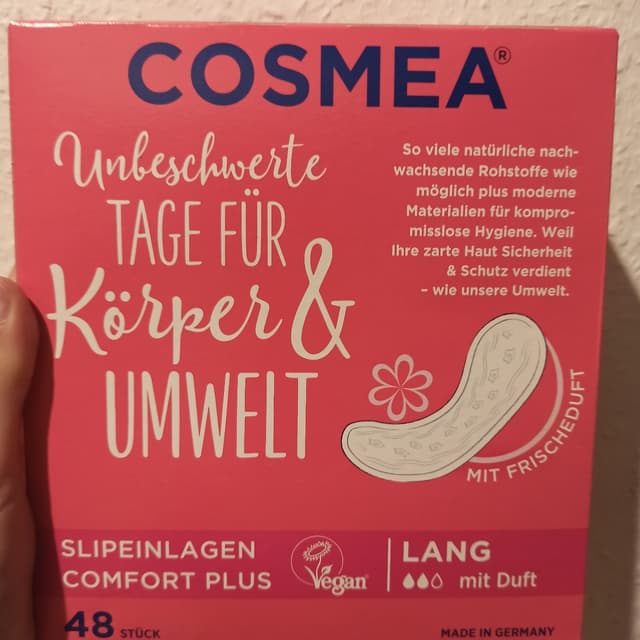 COSMEA®
Unbeschwerte
TAGE FÜR
Körper &
UMWELT
So viele natürliche nach-
wachsende Rohstoffe wie
möglich plus moderne
Materialien für kompro-
misslose Hygiene. Weil
Ihre zarte Haut Sicherheit
& Schutz verdient
– wie unsere Umwelt.
MIT FRISCHEDUFT
SLIPEINLAGEN
COMFORT PLUS
Vegan
LANG
mit Duft
48 STÜCK
MADE IN GERMANY